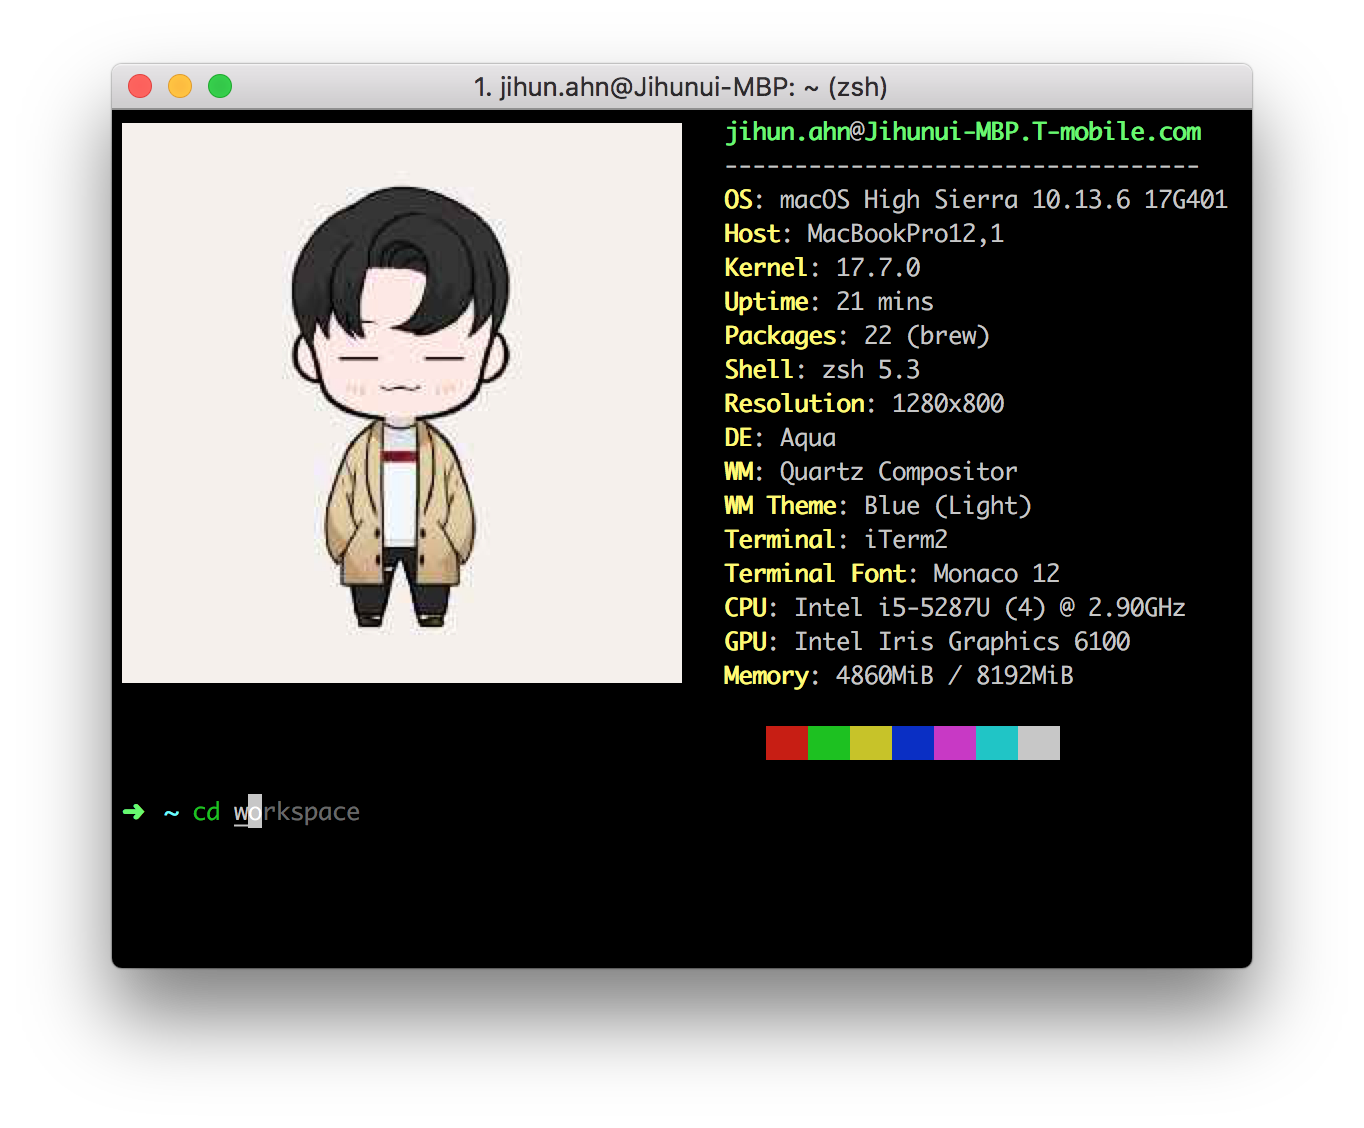 1. jihun.ahn@Jihunui-MBP: ~ (zsh)
jihun.ahn@Jihunui-MBP.T-mobile.com
----------------------------------
OS: macOS High Sierra 10.13.6 17G401
Host: MacBookPro12,1
Kernel: 17.7.0
Uptime: 21 mins
Packages: 22 (brew)
Shell: zsh 5.3
Resolution: 1280x800
DE: Aqua
WM: Quartz Compositor
WM Theme: Blue (Light)
Terminal: iTerm2
Terminal Font: Monaco 12
CPU: Intel i5-5287U (4) @ 2.90GHz
GPU: Intel Iris Graphics 6100
Memory: 4860MiB / 8192MiB
➜ ~ cd workspace